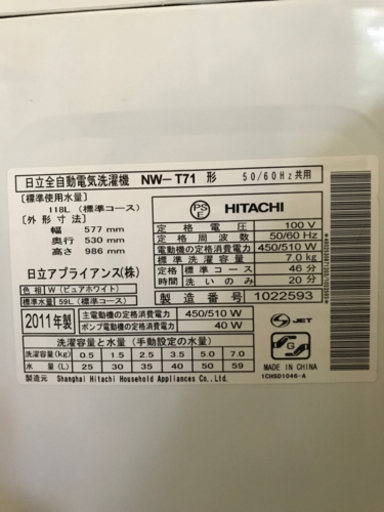 日立全自動電気洗濯機 NW-T71 形 50/60Hz共用
[標準使用水量]
118L (標準コース)
[外形寸法]
幅 577 mm
奥行 530 mm
高さ 986 mm
日立アプライアンス(株)
色相 W (ピュアホワイト)
標準水量 59L (標準コース)
PS
E
HITACHI
定格電圧 100 V
定格周波数 50/60 Hz
電動機の定格消費電力 450/510 W
標準洗濯容量 7.0 kg
定格時間 標準コース 46 分
洗いのみ 20 分
製造番号 1022593
2011年製
主電動機の定格消費電力 450/510 W
ポンプ電動機の定格消費電力 40 W
洗濯容量と水量 (手動設定の水量)
洗濯容量(kg) 0.5 1.5 2.5 3.5 5.0 7.0
水量(L) 25 30 35 40 50 59
製造元 Shanghai Hitachi Household Appliances Co., Ltd.
JET
S
G
MADE IN CHINA
1CHSD1046-A